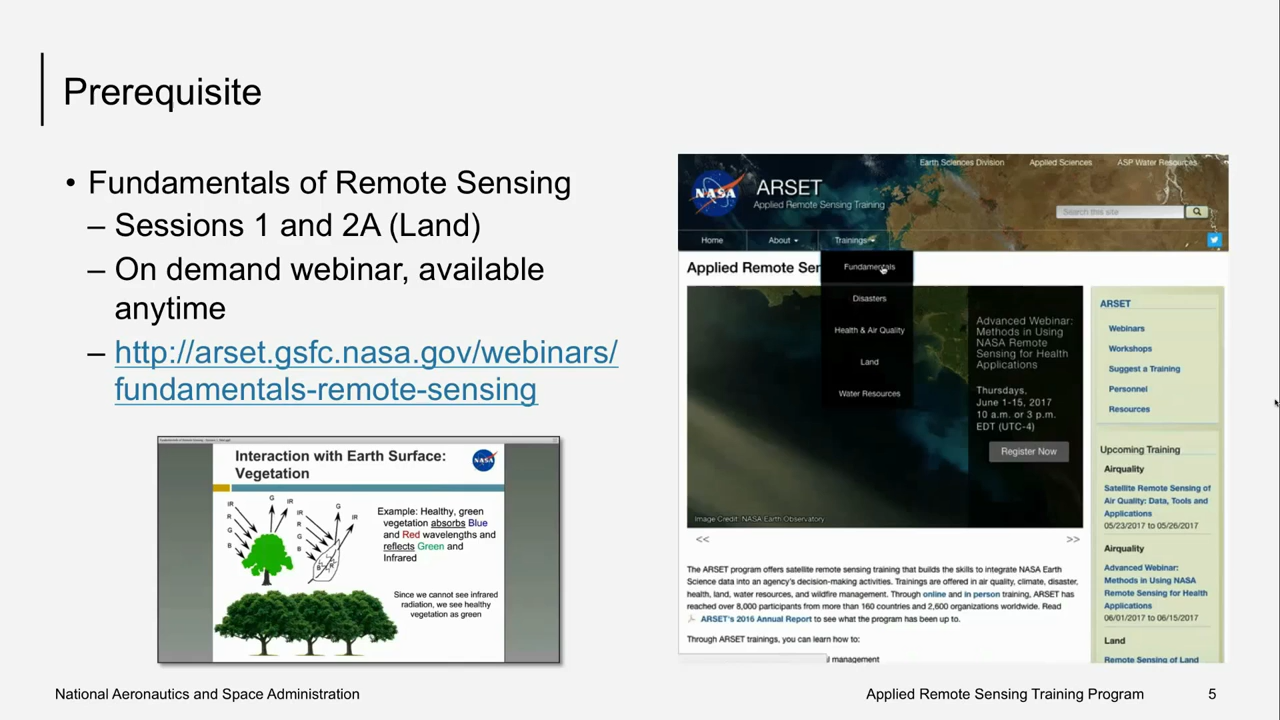 Prerequisite
• Fundamentals of Remote Sensing
– Sessions 1 and 2A (Land)
– On demand webinar, available
anytime
– http://arset.gsfc.nasa.gov/webinars/
fundamentals-remote-sensing
Interaction with Earth Surface:
Vegetation
NASA
IR
R
G
B
G
IR
IR
R
G
B
G
IR
Example: Healthy, green
vegetation absorbs Blue
and Red wavelengths and
reflects Green and
Infrared
Since we cannot see infrared
radiation, we see healthy
vegetation as green
Earth Sciences Division Applied Sciences ASP Water Resources
NASA
ARSET
Applied Remote Sensing Training
Search this site
Home About Trainings
Applied Remote Ser
Fundamentals
Disasters
Health & Air Quality
Land
Water Resources
Advanced Webinar:
Methods in Using
NASA Remote
Sensing for Health
Applications
Thursdays,
June 1-15, 2017
10 a.m. or 3 p.m.
EDT (UTC-4)
Register Now
Image Credit: NASA Earth Observatory
<< >>
The ARSET program offers satellite remote sensing training that builds the skills to integrate NASA Earth
Science data into an agency's decision-making activities. Trainings are offered in air quality, climate, disaster,
health, land, water resources, and wildfire management. Through online and in person training, ARSET has
reached over 8,000 participants from more than 160 countries and 2,600 organizations worldwide. Read
ARSET's 2016 Annual Report to see what the program has been up to.
Through ARSET trainings, you can learn how to:
l management
ARSET
Webinars
Workshops
Suggest a Training
Personnel
Resources
Upcoming Training
Airquality
Satellite Remote Sensing of
Air Quality: Data, Tools and
Applications
05/23/2017 to 05/26/2017
Airquality
Advanced Webinar:
Methods in Using NASA
Remote Sensing for Health
Applications
06/01/2017 to 06/15/2017
Land
Remote Sensing of Land
National Aeronautics and Space Administration
Applied Remote Sensing Training Program 5